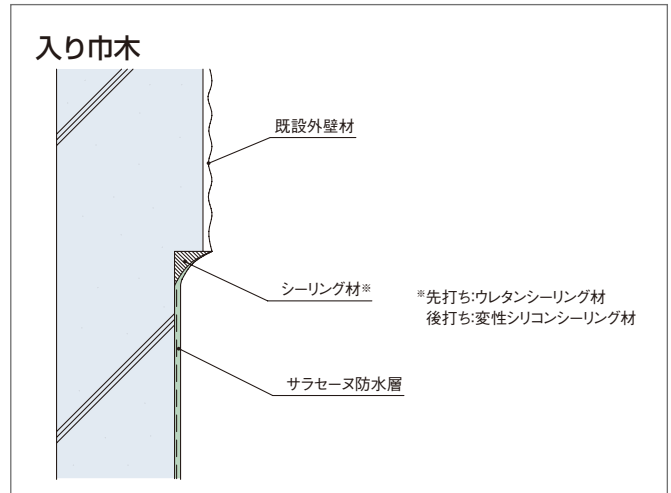 入り巾木
既設外壁材
シーリング材※
※先打ち:ウレタンシーリング材
後打ち:変性シリコンシーリング材
サラセーヌ防水層